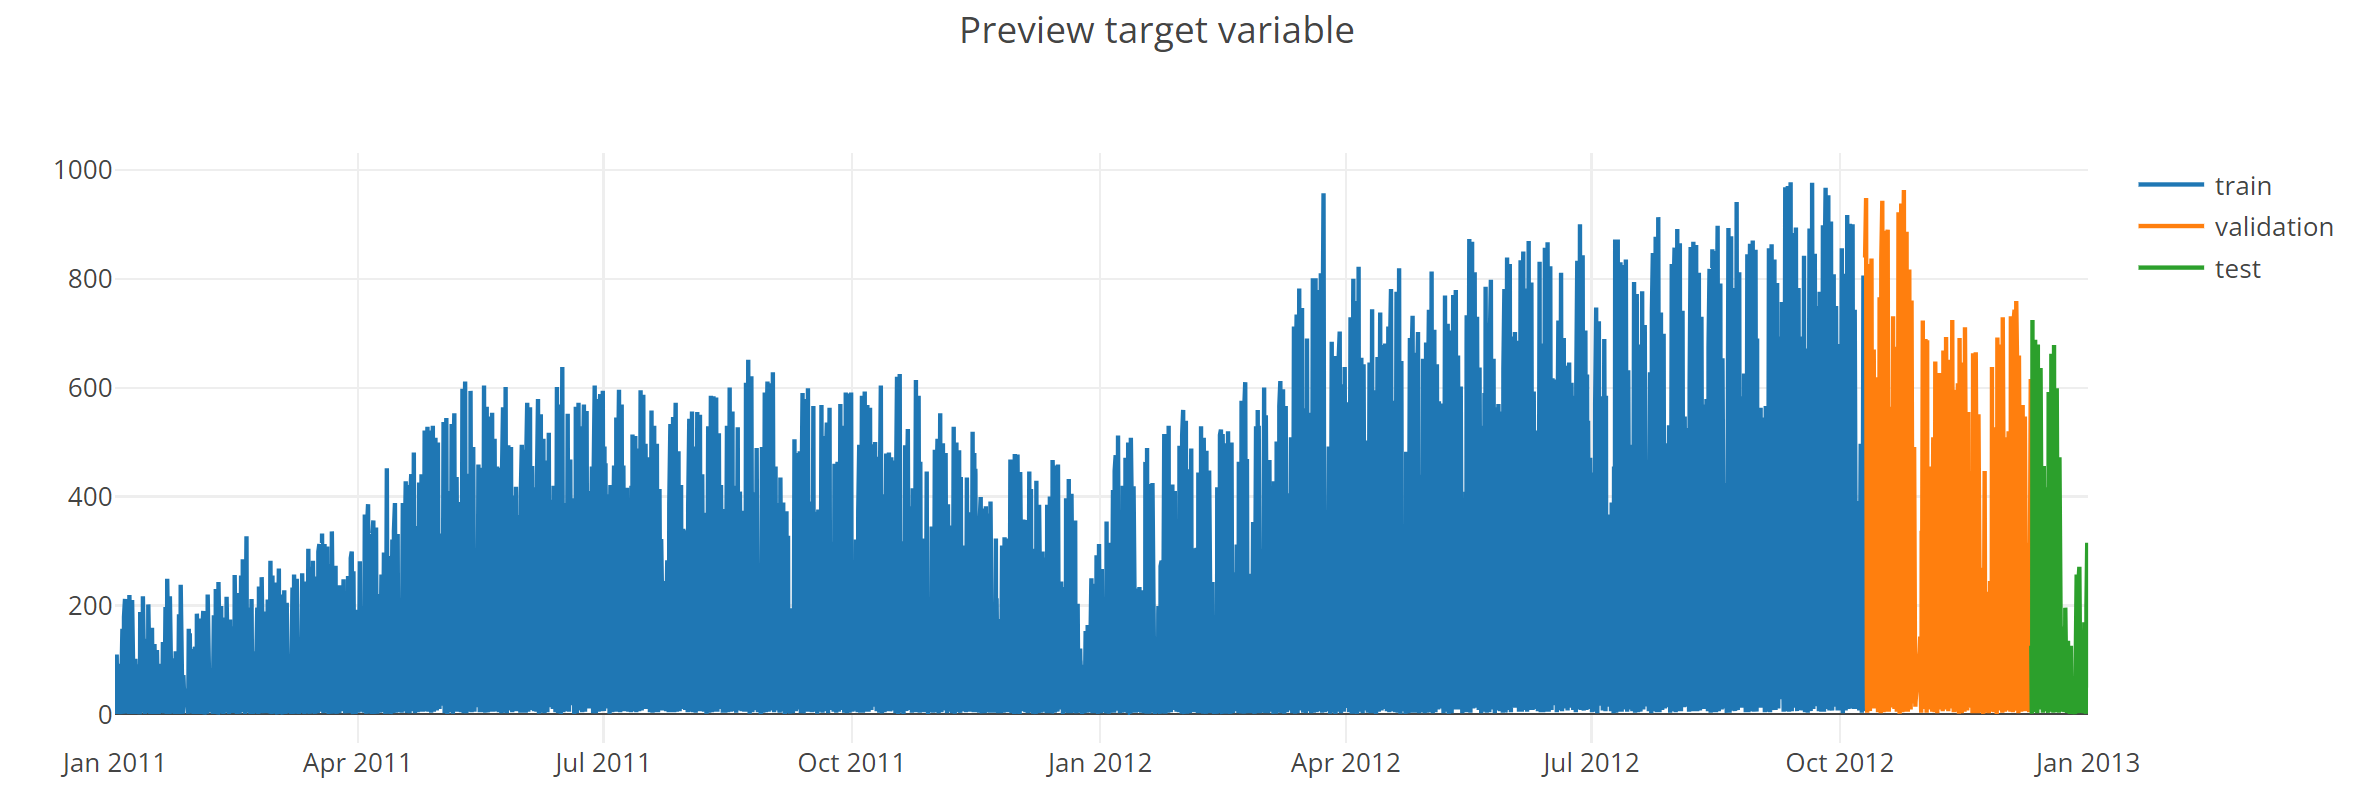 Preview target variable
1000
800
600
400
200
0
Jan 2011
Apr 2011
Jul 2011
Oct 2011
Jan 2012
Apr 2012
Jul 2012
Oct 2012
Jan 2013
train
validation
test